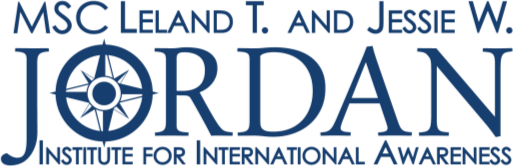 MSC LELAND T. AND JESSIE W.
JORDAN
INSTITUTE FOR INTERNATIONAL AWARENESS